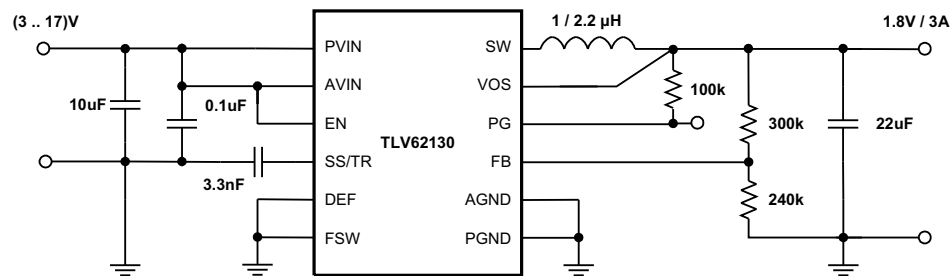 (3 .. 17)V
1 / 2.2 µH
1.8V / 3A
PVIN
SW
AVIN
VOS
10uF
0.1uF
100k
EN
PG
TLV62130
300k
22uF
SS/TR
FB
3.3nF
DEF
AGND
240k
FSW
PGND